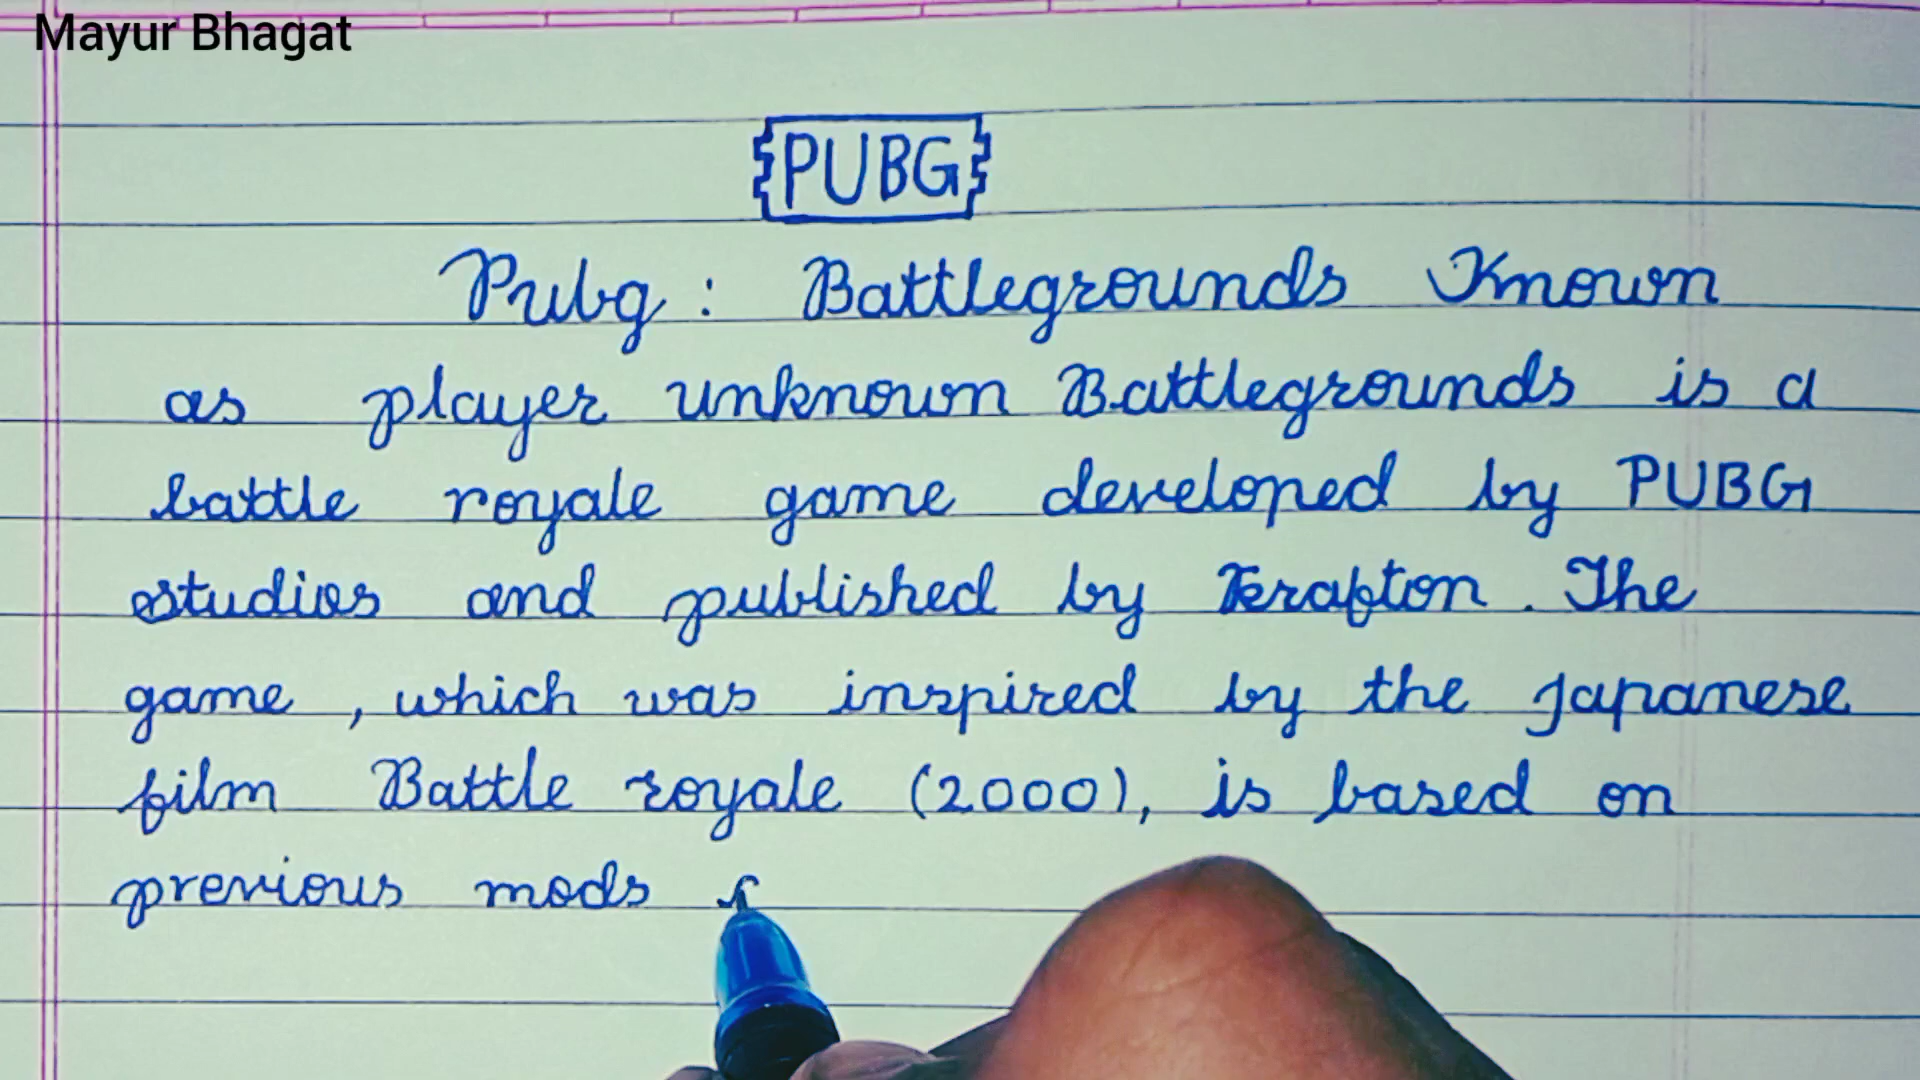 Mayur Bhagat
PUBG
Pubg : Battlegrounds Known
as player unknown Battlegrounds is a
battle royale game developed by PUBG
studios and published by Krafton. The
game, which was inspired by the Japanese
film Battle royale (2000), is based on
previous mods